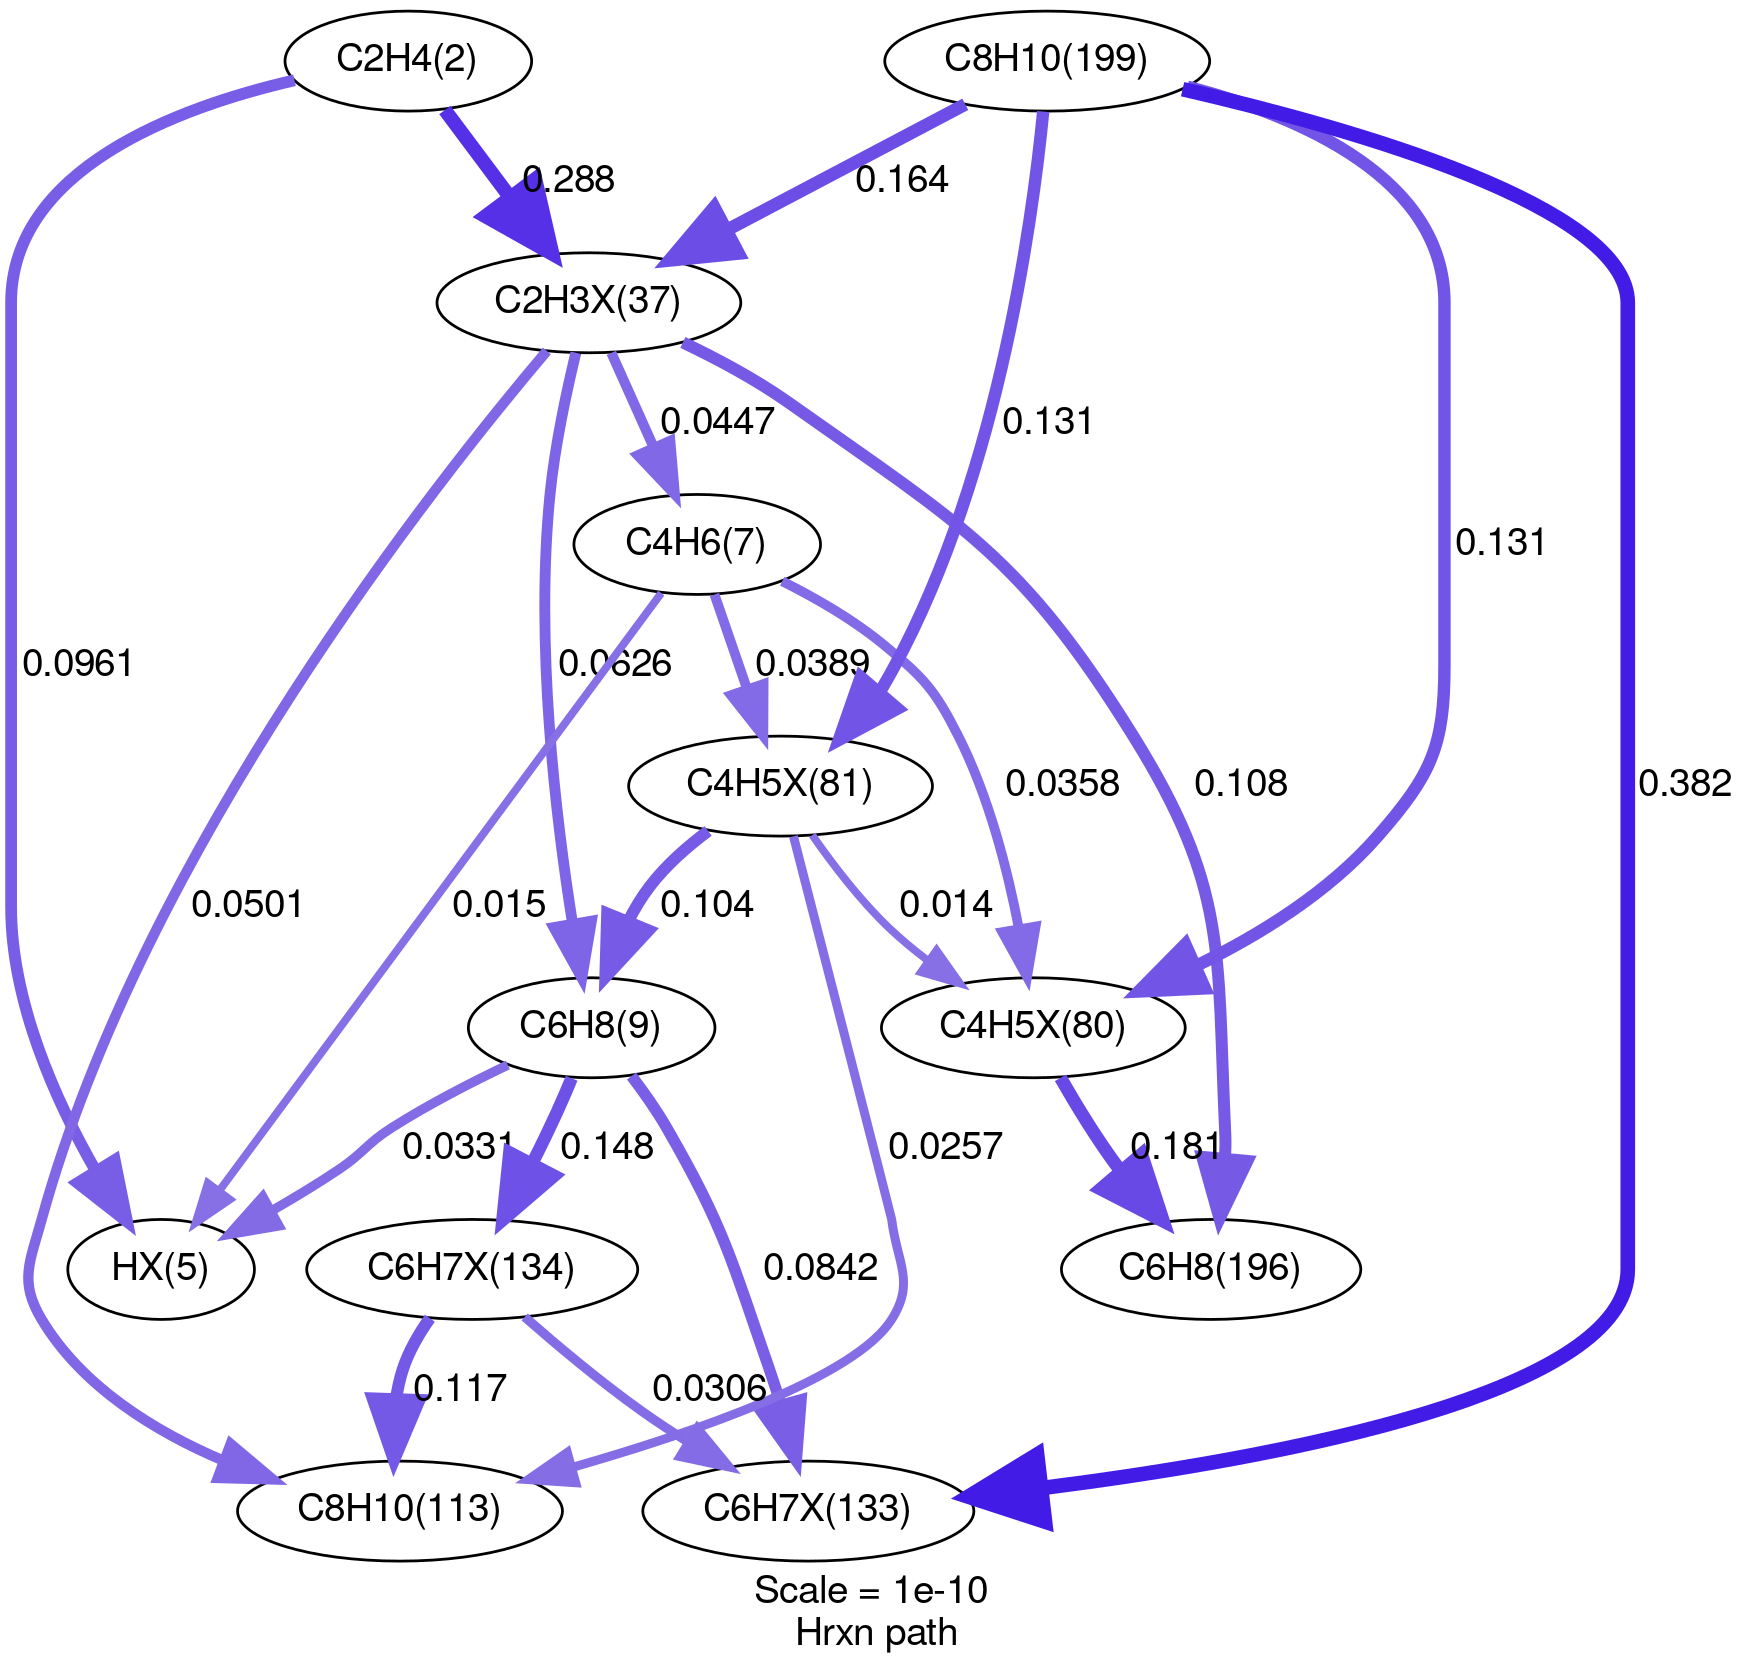 C2H4(2)
C8H10(199)
0.288
0.164
C2H3X(37)
0.0447
0.131
C4H6(7)
0.131
0.0961
0.0626
0.0389
C4H5X(81)
0.0358
0.108
0.382
0.0501
0.015
0.104
0.014
C6H8(9)
C4H5X(80)
0.0331
0.148
0.0257
0.181
HX(5)
C6H7X(134)
0.0842
C6H8(196)
0.117
0.0306
C8H10(113)
C6H7X(133)
Scale = 1e-10
Hrxn path